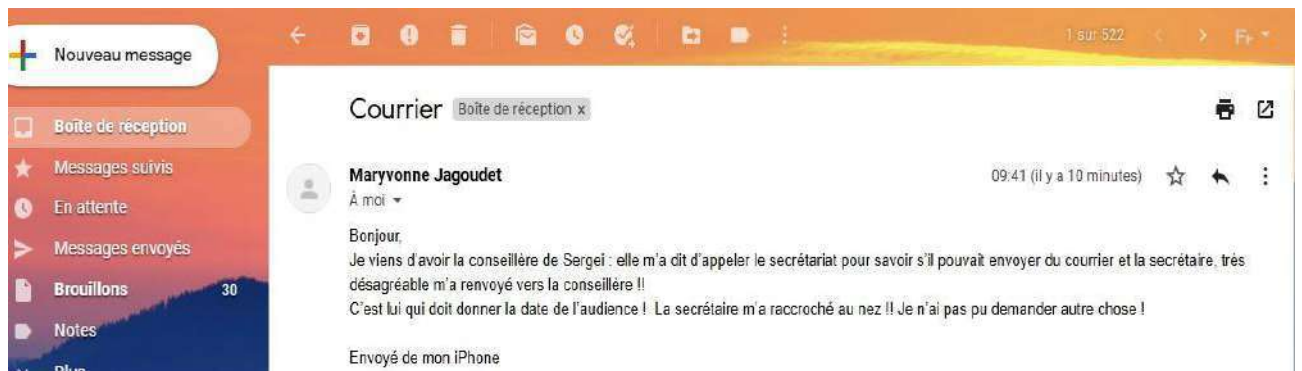 1 sur 522
Fr
Nouveau message
Courrier Boîte de réception x
Boîte de réception
Messages suivis
En attente
Messages envoyés
Brouillons 30
Notes
Plus
Maryvonne Jagoudet 09:41 (il y a 10 minutes)
À moi
Bonjour,
Je viens d'avoir la conseillère de Sergei : elle m'a dit d'appeler le secrétariat pour savoir s'il pouvait envoyer du courrier et la secrétaire, très
désagréable m'a renvoyé vers la conseillère !!
C'est lui qui doit donner la date de l'audience ! La secrétaire m'a raccroché au nez !! Je n'ai pas pu demander autre chose !
Envoyé de mon iPhone